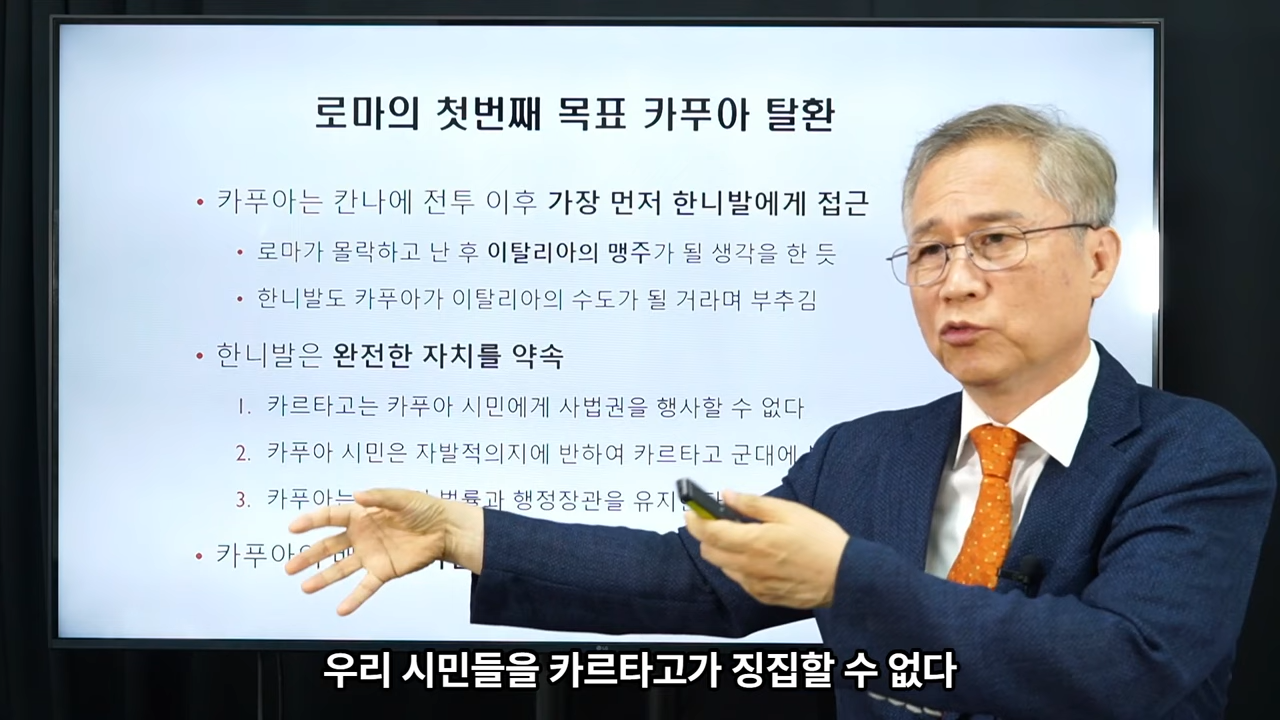 로마의 첫번째 목표 카푸아 탈환
• 카푸아는 칸나에 전투 이후 가장 먼저 한니발에게 접근
• 로마가 몰락하고 난 후 이탈리아의 맹주가 될 생각을 한 듯
• 한니발도 카푸아가 이탈리아의 수도가 될 거라며 부추김
• 한니발은 완전한 자치를 약속
1. 카르타고는 카푸아 시민에게 사법권을 행사할 수 없다
2. 카푸아 시민은 자발적의지에 반하여 카르타고 군대에
3. 카푸아는 법률과 행정장관을 유지
• 카푸아의
우리 시민들을 카르타고가 징집할 수 없다